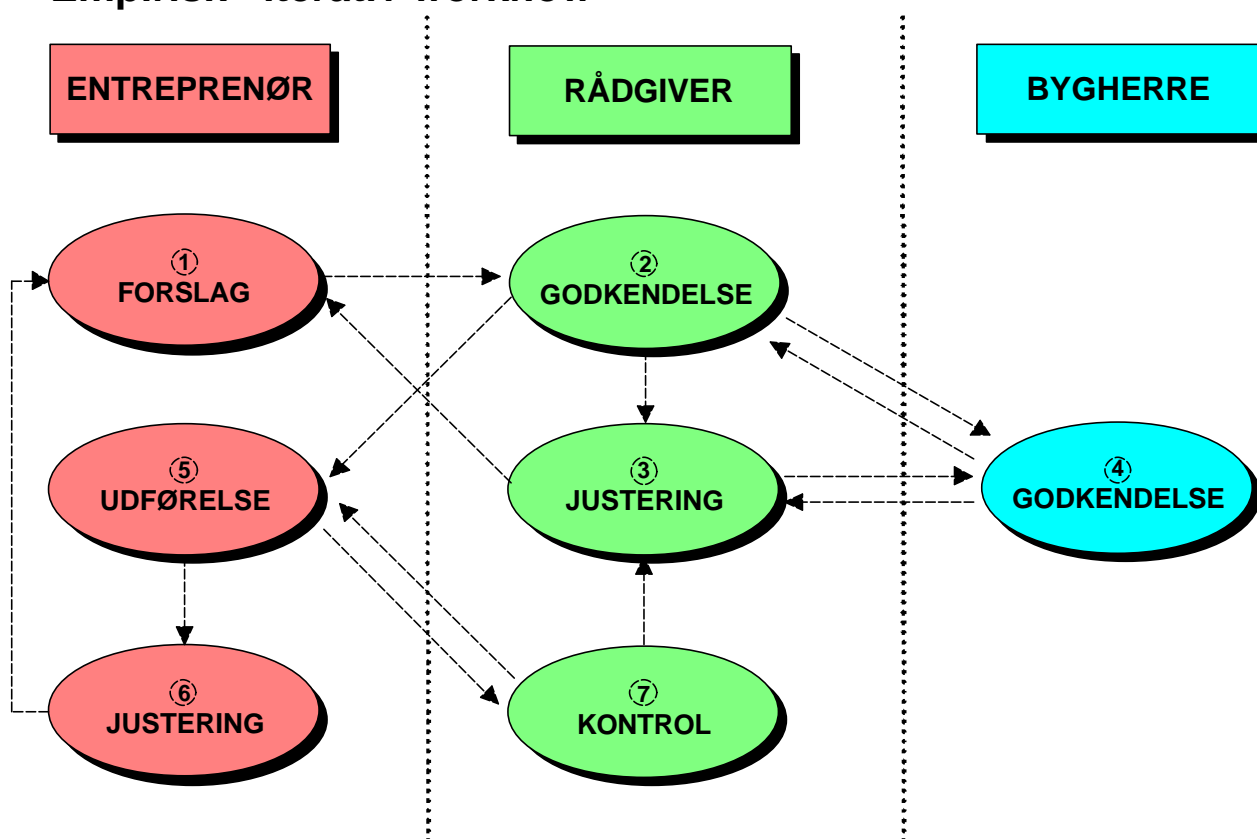 ENTREPRENØR
RÅDGIVER
BYGHERRE
1
FORSLAG
2
GODKENDELSE
5
UDFØRELSE
3
JUSTERING
4
GODKENDELSE
6
JUSTERING
7
KONTROL